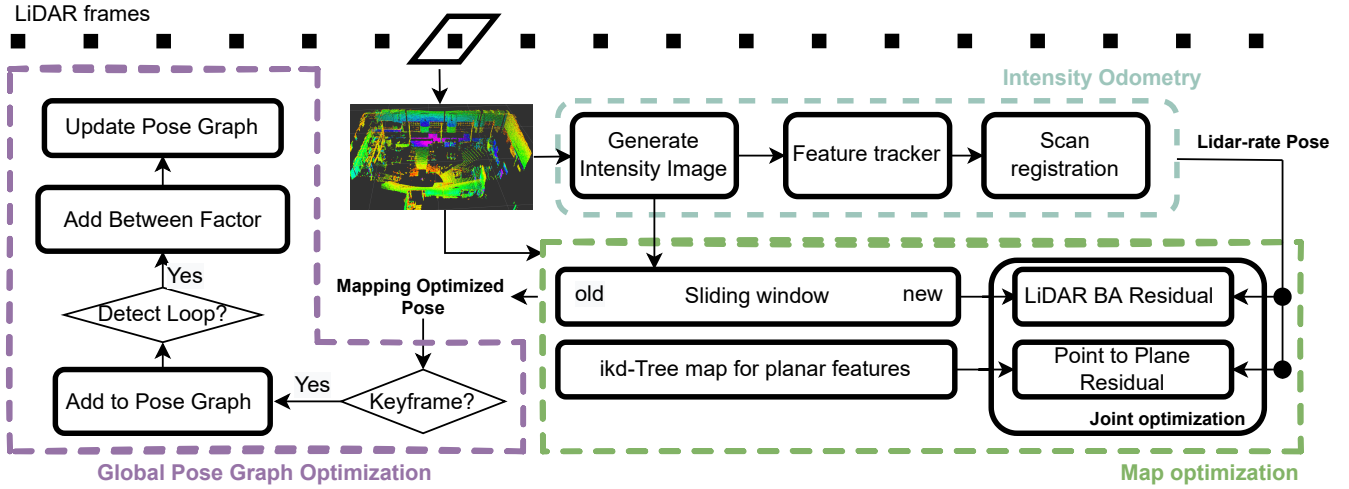 LiDAR frames
Intensity Odometry
Update Pose Graph
Generate
Intensity Image
Feature tracker
Scan
registration
Lidar-rate Pose
Add Between Factor
Yes
Detect Loop?
Mapping Optimized
Pose
old
Sliding window
new
LiDAR BA Residual
ikd-Tree map for planar features
Point to Plane
Residual
Joint optimization
Add to Pose Graph
Yes
Keyframe?
Global Pose Graph Optimization
Map optimization